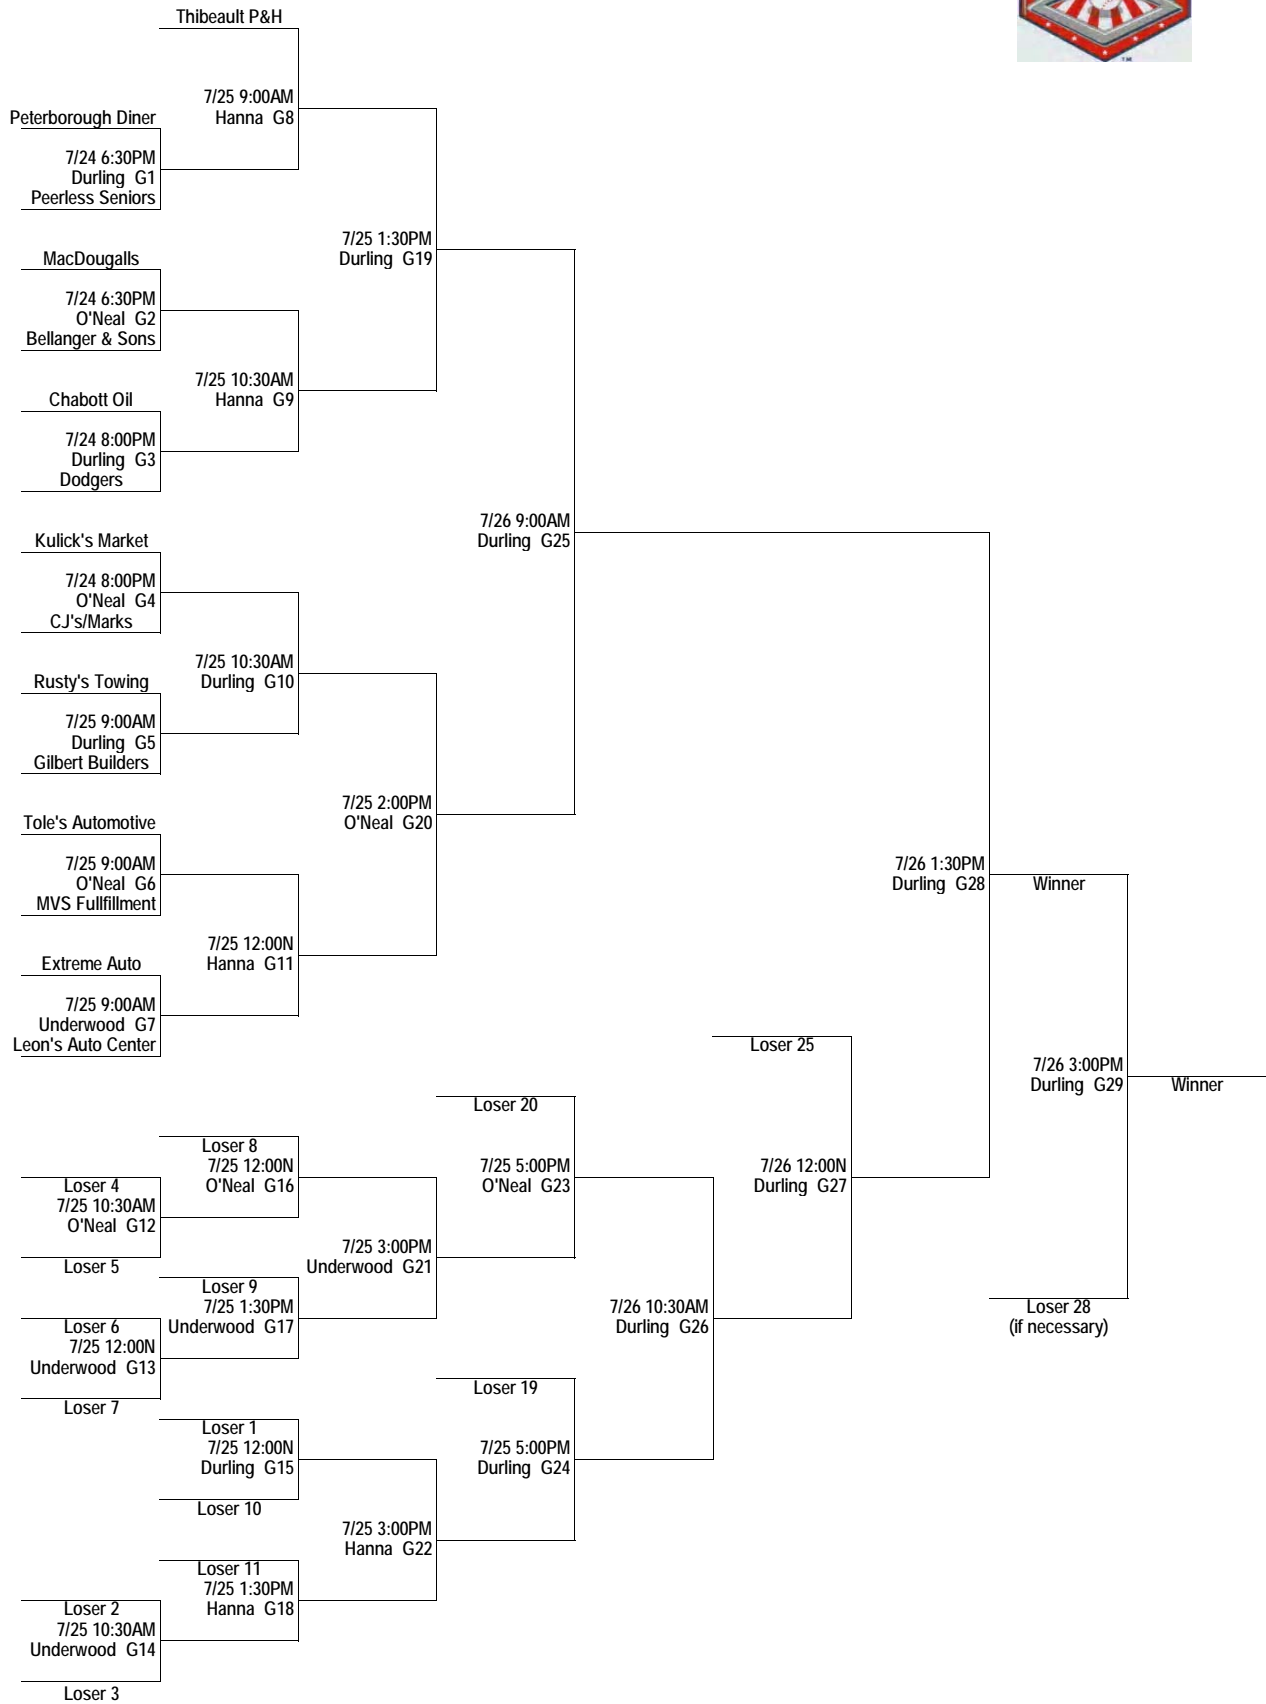 Thibeault P&H
7/25 9:00AM
Hanna G8
Peterborough Diner
7/24 6:30PM
Durling G1
Peerless Seniors
7/25 1:30PM
Durling G19
MacDougalls
7/24 6:30PM
O'Neal G2
Bellanger & Sons
7/25 10:30AM
Hanna G9
Chabott Oil
7/24 8:00PM
Durling G3
Dodgers
7/26 9:00AM
Durling G25
Kulick's Market
7/24 8:00PM
O'Neal G4
CJ's/Marks
7/25 10:30AM
Durling G10
Rusty's Towing
7/25 9:00AM
Durling G5
Gilbert Builders
7/25 2:00PM
O'Neal G20
Tole's Automotive
7/25 9:00AM
O'Neal G6
MVS Fullfillment
7/26 1:30PM
Durling G28
Winner
7/25 12:00N
Hanna G11
Extreme Auto
7/25 9:00AM
Underwood G7
Leon's Auto Center
Loser 25
7/26 3:00PM
Durling G29
Winner
Loser 20
Loser 8
7/25 12:00N
O'Neal G16
7/25 5:00PM
O'Neal G23
7/26 12:00N
Durling G27
Loser 4
7/25 10:30AM
O'Neal G12
Loser 5
7/25 3:00PM
Underwood G21
Loser 9
7/25 1:30PM
Underwood G17
7/26 10:30AM
Durling G26
Loser 28
(if necessary)
Loser 6
7/25 12:00N
Underwood G13
Loser 7
Loser 19
Loser 1
7/25 12:00N
Durling G15
Loser 10
7/25 5:00PM
Durling G24
7/25 3:00PM
Hanna G22
Loser 11
7/25 1:30PM
Hanna G18
Loser 2
7/25 10:30AM
Underwood G14
Loser 3
TM